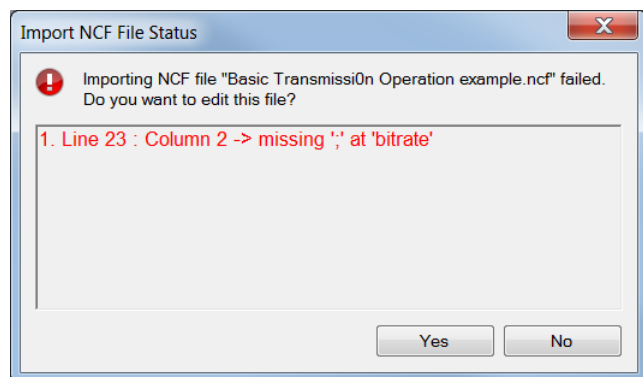 Import NCF File Status
Importing NCF file "Basic Transmissi0n Operation example.ncf" failed.
Do you want to edit this file?
1. Line 23 : Column 2 -> missing ';' at 'bitrate'
Yes
No